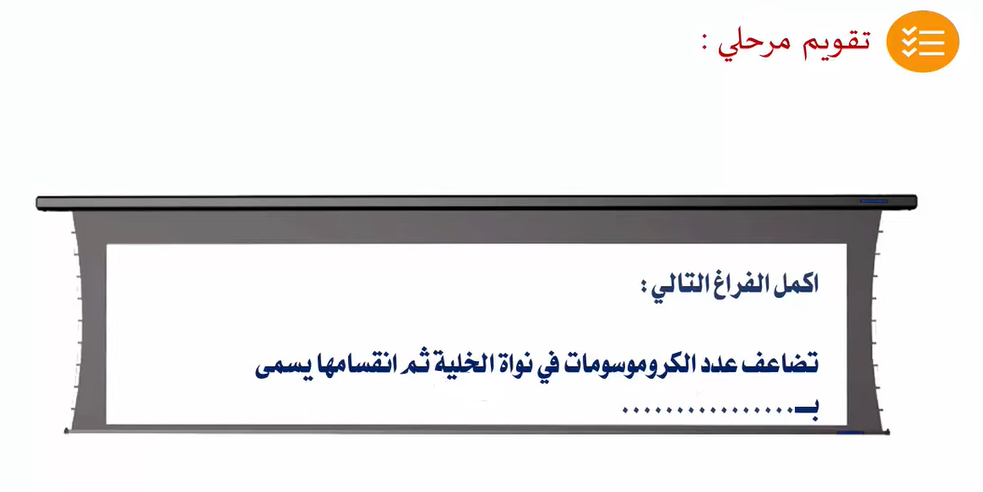 تقويم مرحلي :
اكمل الفراغ التالي :
تضاعف عدد الكروموسومات في نواة الخلية ثم انقسامها يسمى
بـ................